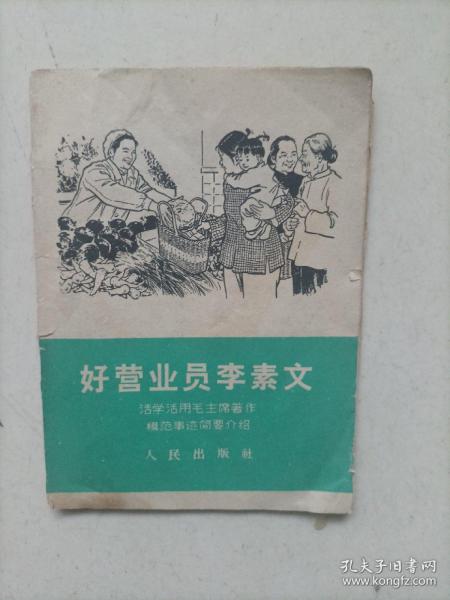 好营业员李素文
活学活用毛主席著作
模范事迹简要介绍
人民出版社
孔夫子旧书网
www.kongfz.com